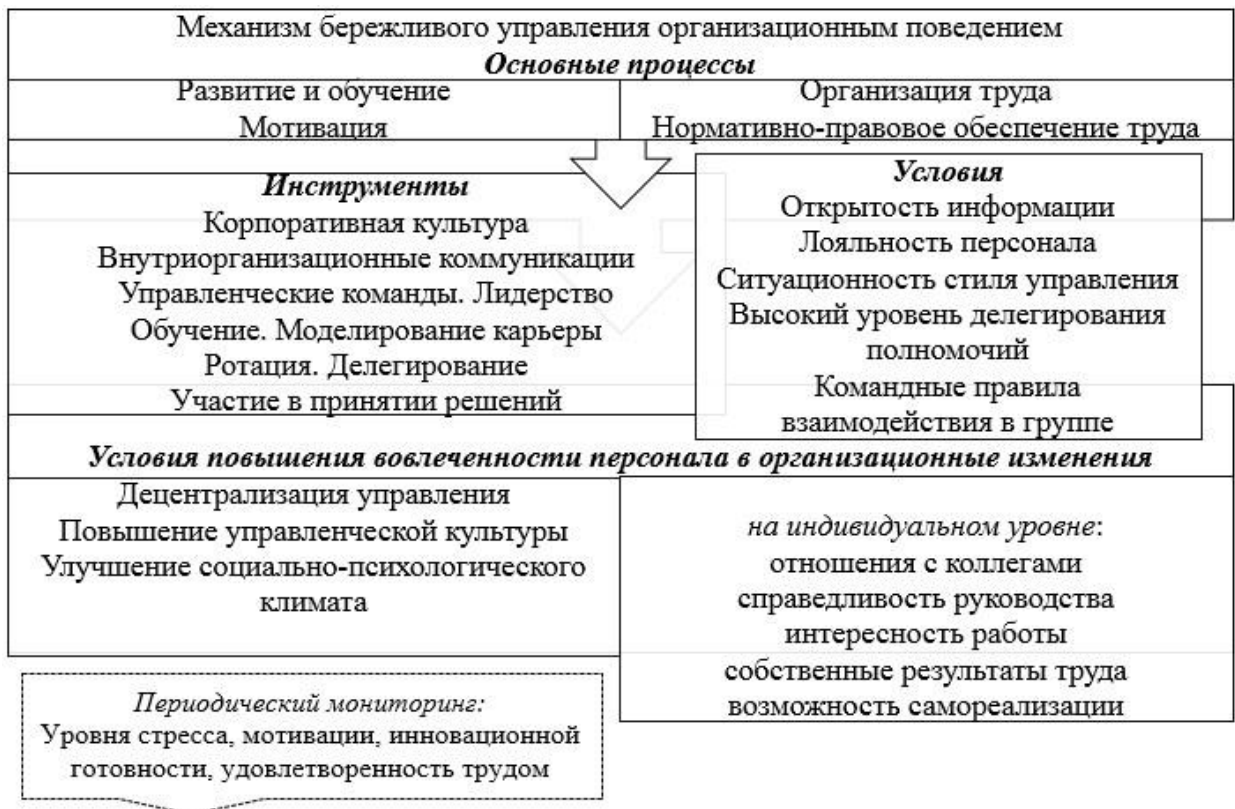 Механизм бережливого управления организационным поведением
Основные процессы
Развитие и обучение
Мотивация
Организация труда
Нормативно-правовое обеспечение труда
Инструменты
Корпоративная культура
Внутриорганизационные коммуникации
Управленческие команды. Лидерство
Обучение. Моделирование карьеры
Ротация. Делегирование
Участие в принятии решений
Условия
Открытость информации
Лояльность персонала
Ситуационность стиля управления
Высокий уровень делегирования
полномочий
Командные правила
взаимодействия в группе
Условия повышения вовлеченности персонала в организационные изменения
Децентрализация управления
Повышение управленческой культуры
Улучшение социально-психологического
климата
на индивидуальном уровне:
отношения с коллегами
справедливость руководства
интересность работы
собственные результаты труда
возможность самореализации
Периодический мониторинг:
Уровня стресса, мотивации, инновационной
готовности, удовлетворенность трудом